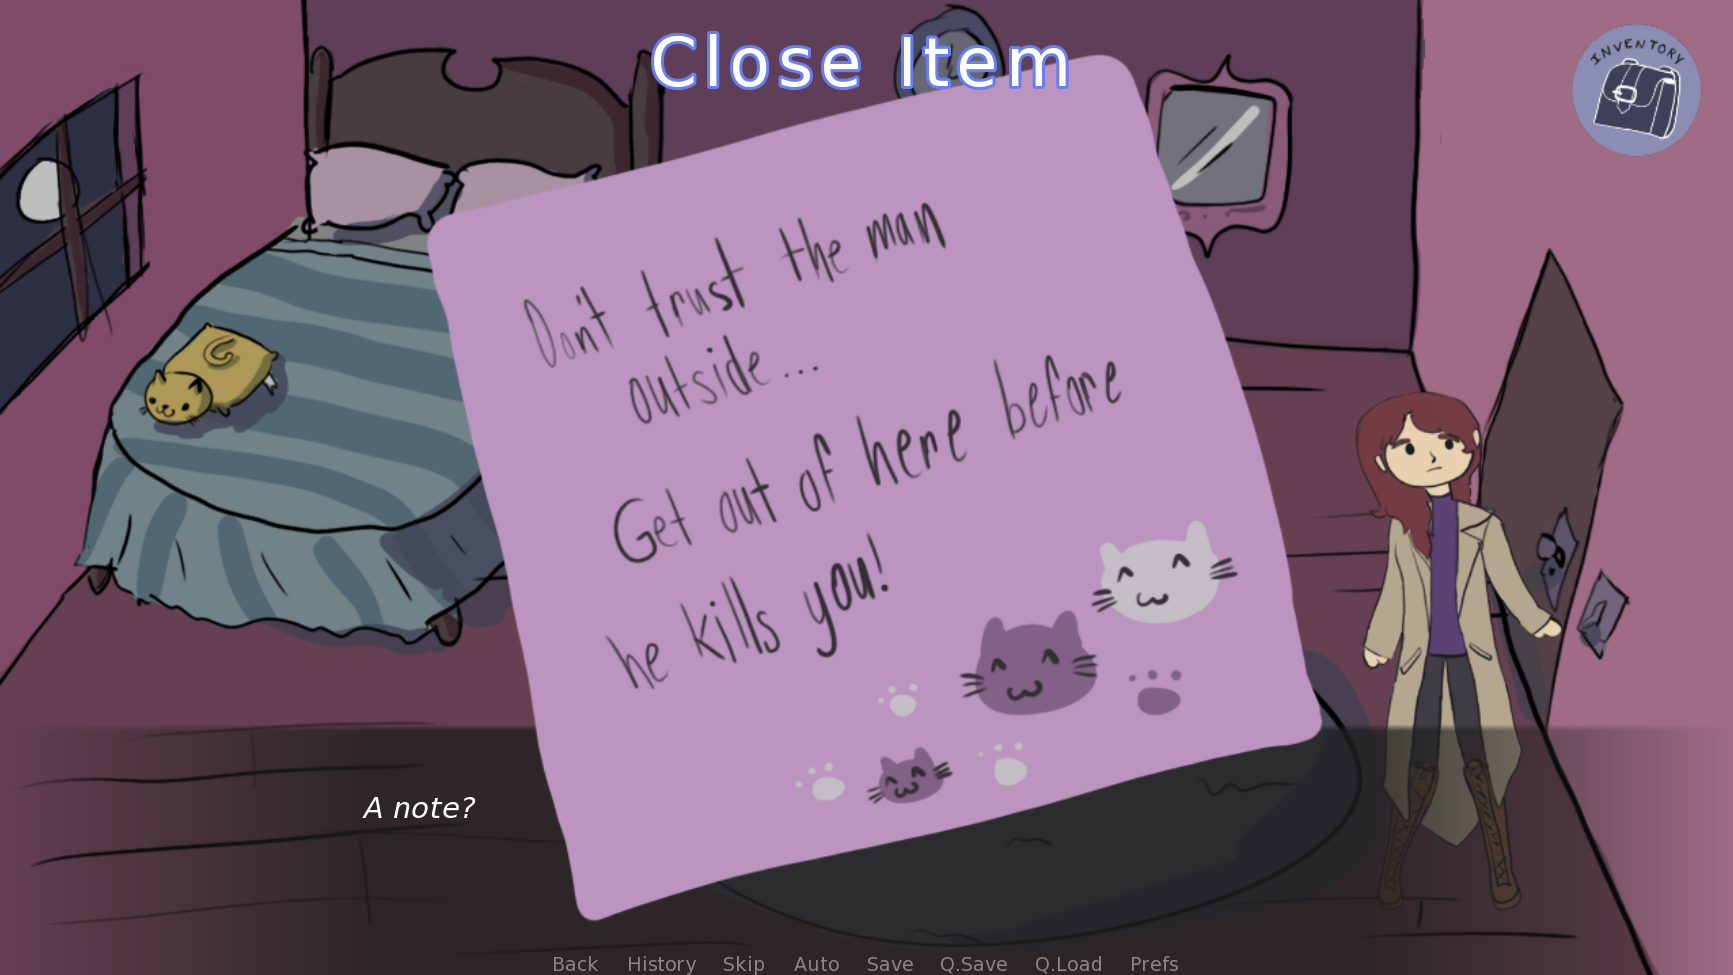 Close Item
INVENTORY
Don't trust the man
outside...
Get out of here before
he kills you!
A note?
Back History Skip Auto Save Q.Save Q.Load Prefs